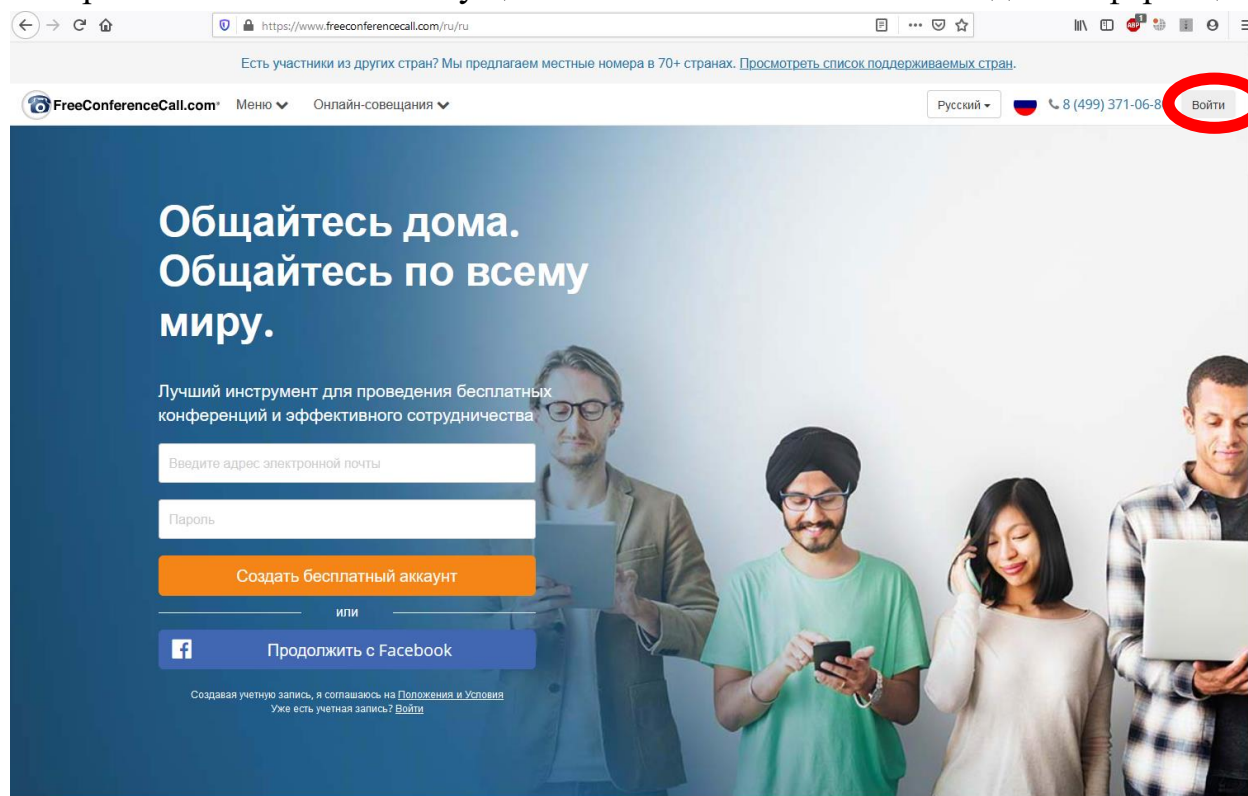 https://www.freeconferencecall.com/ru/ru
ABP 1
Есть участники из других стран? Мы предлагаем местные номера в 70+ странах. Просмотреть список поддерживаемых стран.
FreeConferenceCall.com® Меню Онлайн-совещания Русский 8 (499) 371-06-8 Войти
Общайтесь дома.
Общайтесь по всему
миру.
Лучший инструмент для проведения бесплатных
конференций и эффективного сотрудничества
Введите адрес электронной почты
Пароль
Создать бесплатный аккаунт
или
f Продолжить с Facebook
Создавая учетную запись, я соглашаюсь на Положения и Условия
Уже есть учетная запись? Войти